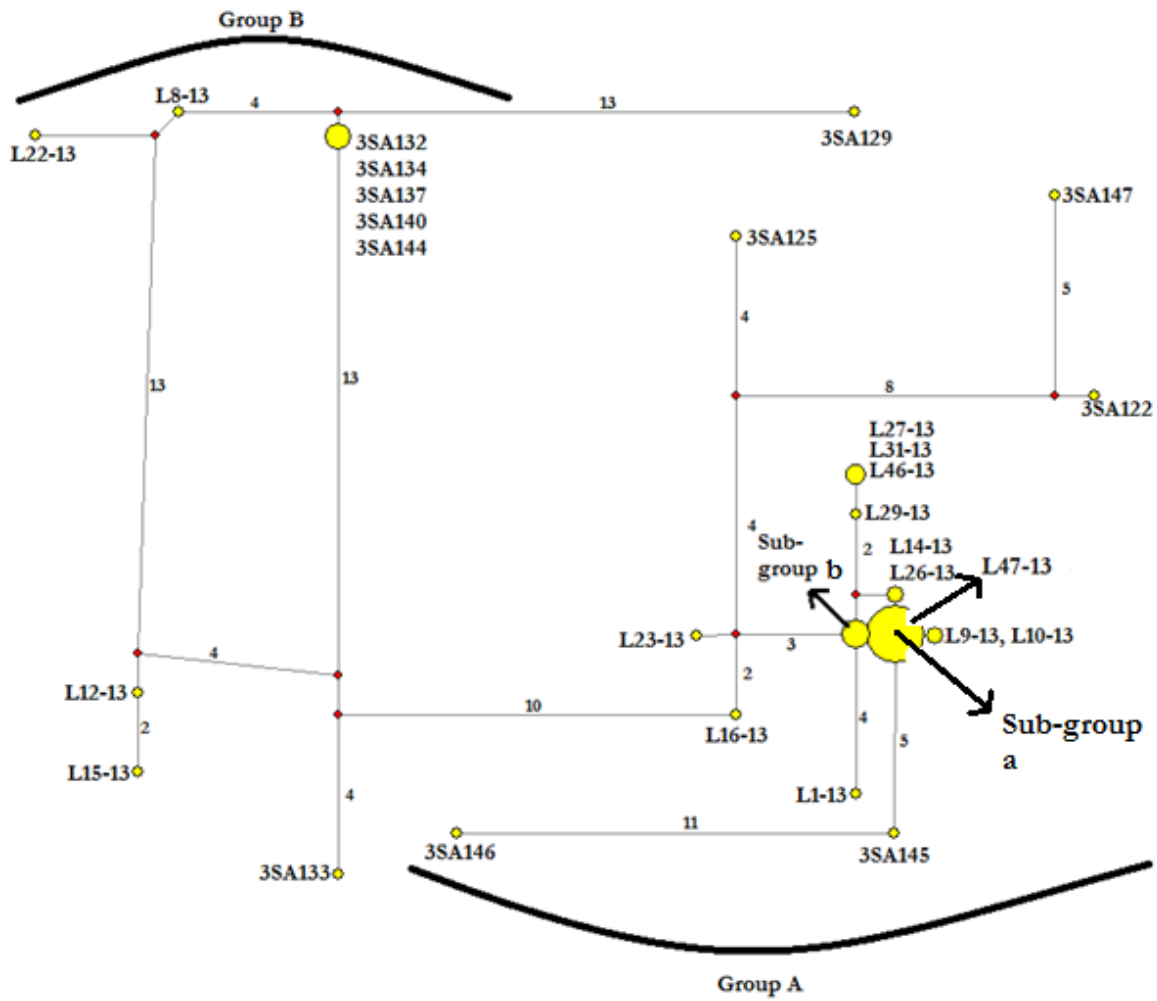 Group B
L8-13
4
13
L22-13
3SA132
3SA134
3SA137
3SA140
3SA144
3SA129
3SA147
3SA125
5
4
13
13
8
3SA122
L27-13
L31-13
L46-13
L29-13
4
Sub-
group b
2
L14-13
L26-13
L47-13
L23-13
3
L9-13, L10-13
4
2
L12-13
10
L16-13
4
5
Sub-group
a
2
L15-13
4
L1-13
11
3SA146
3SA145
3SA133
Group A